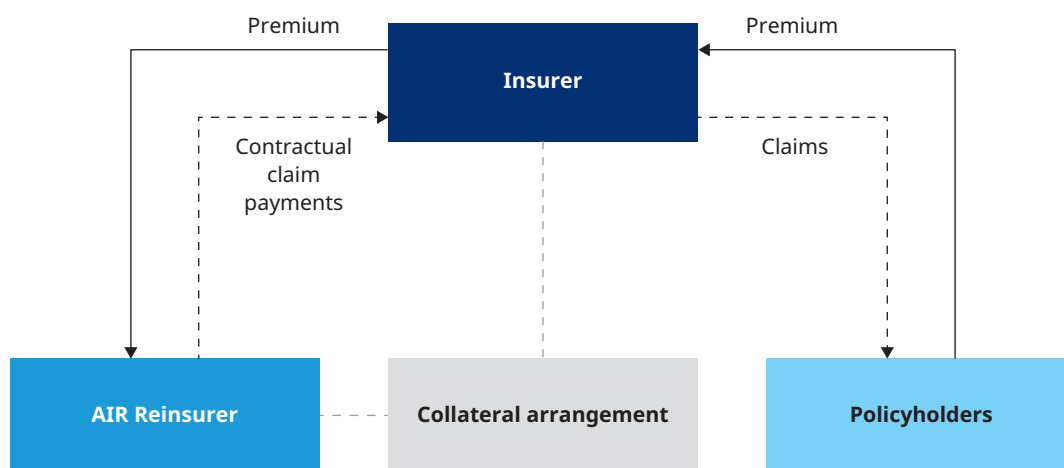 Premium
Premium
Insurer
Contractual
claim
payments
Claims
AIR Reinsurer
Collateral arrangement
Policyholders